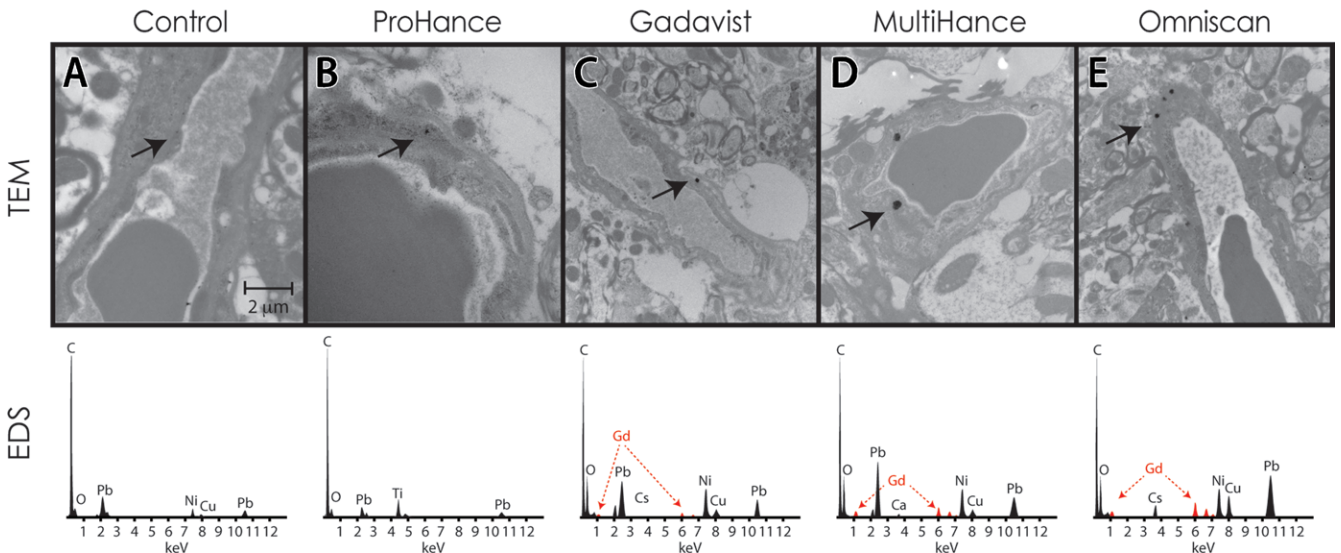 Control ProHance Gadavist MultiHance Omniscan
TEM
A B C D E
2 µm
EDS
C
O Pb Ni Cu Pb
1 2 3 4 5 6 7 8 9 10 11 12
keV
C
O Pb Ti Pb
1 2 3 4 5 6 7 8 9 10 11 12
keV
C
Gd
O Pb Cs Ni Cu Pb
1 2 3 4 5 6 7 8 9 10 11 12
keV
C
Pb
O Gd Ca Ni Cu Pb
1 2 3 4 5 6 7 8 9 10 11 12
keV
C
Gd
O Cs Ni Cu Pb
1 2 3 4 5 6 7 8 9 10 11 12
keV